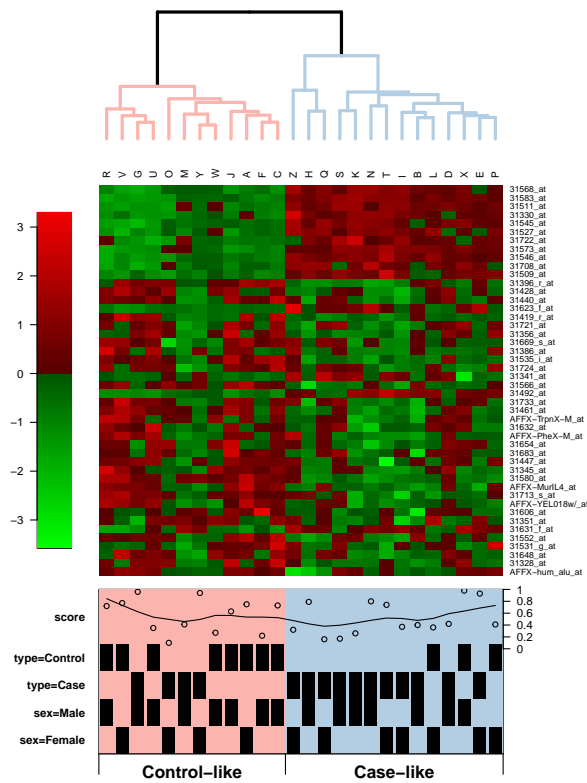 R V G U O M Y W J A F C Z H Q S K N T I B L D X E P
31568_at
31583_at
31511_at
31330_at
31545_at
31527_at
31722_at
31573_at
31546_at
31708_at
31509_at
31396_r_at
31428_at
31440_at
31623_f_at
31419_r_at
31721_at
31356_at
31669_s_at
31386_at
31535_i_at
31724_at
31341_at
31566_at
31492_at
31733_at
31461_at
AFFX−TrpnX−M_at
31632_at
AFFX−PheX−M_at
31654_at
31683_at
31447_at
31345_at
31580_at
AFFX−MurIL4_at
31713_s_at
AFFX−YEL018w/_at
31606_at
31351_at
31631_f_at
31552_at
31531_g_at
31648_at
31328_at
AFFX−hum_alu_at
3
2
1
0
−1
−2
−3
score
1
0.8
0.6
0.4
0.2
0
type=Control
type=Case
sex=Male
sex=Female
Control−like Case−like